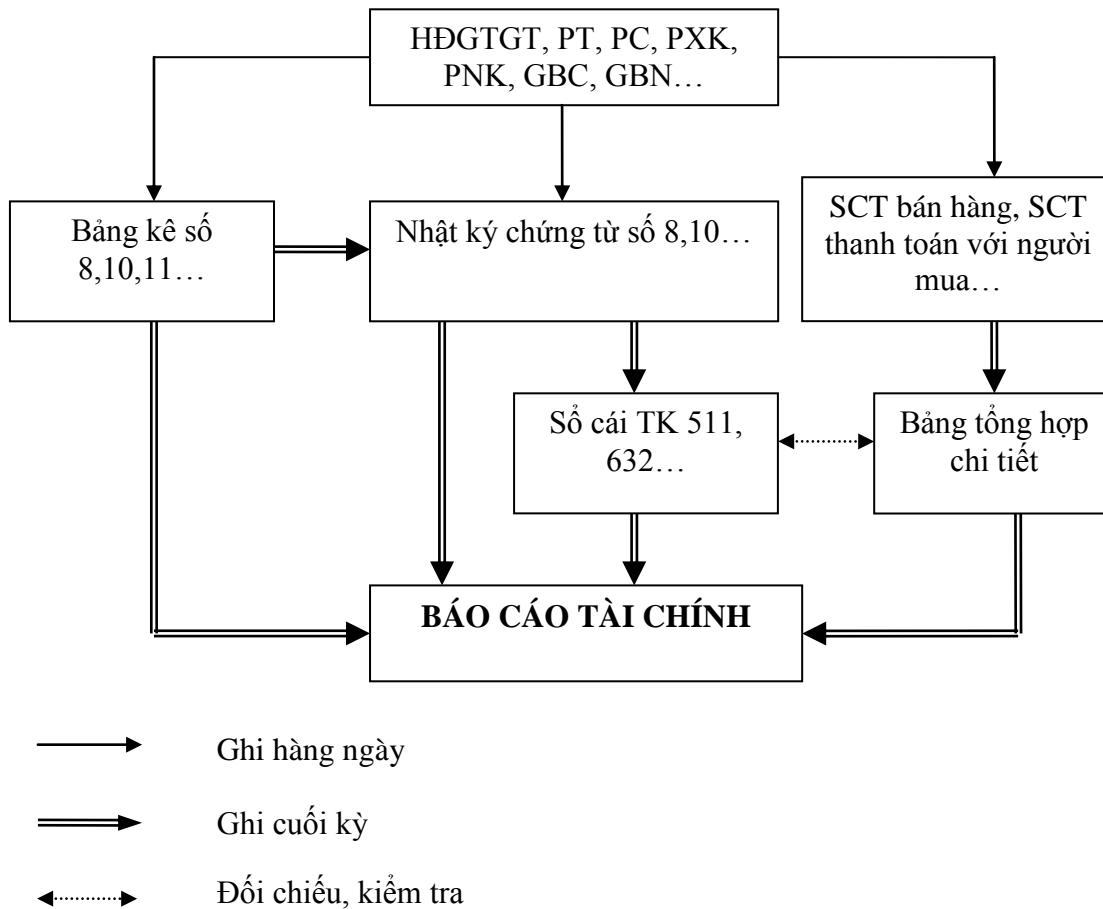 HĐGTGT, PT, PC, PXK,
PNK, GBC, GBN…
Bảng kê số
8,10,11…
Nhật ký chứng từ số 8,10…
SCT bán hàng, SCT
thanh toán với người
mua…
Sổ cái TK 511,
632…
Bảng tổng hợp
chi tiết
BÁO CÁO TÀI CHÍNH
Ghi hàng ngày
Ghi cuối kỳ
Đối chiếu, kiểm tra